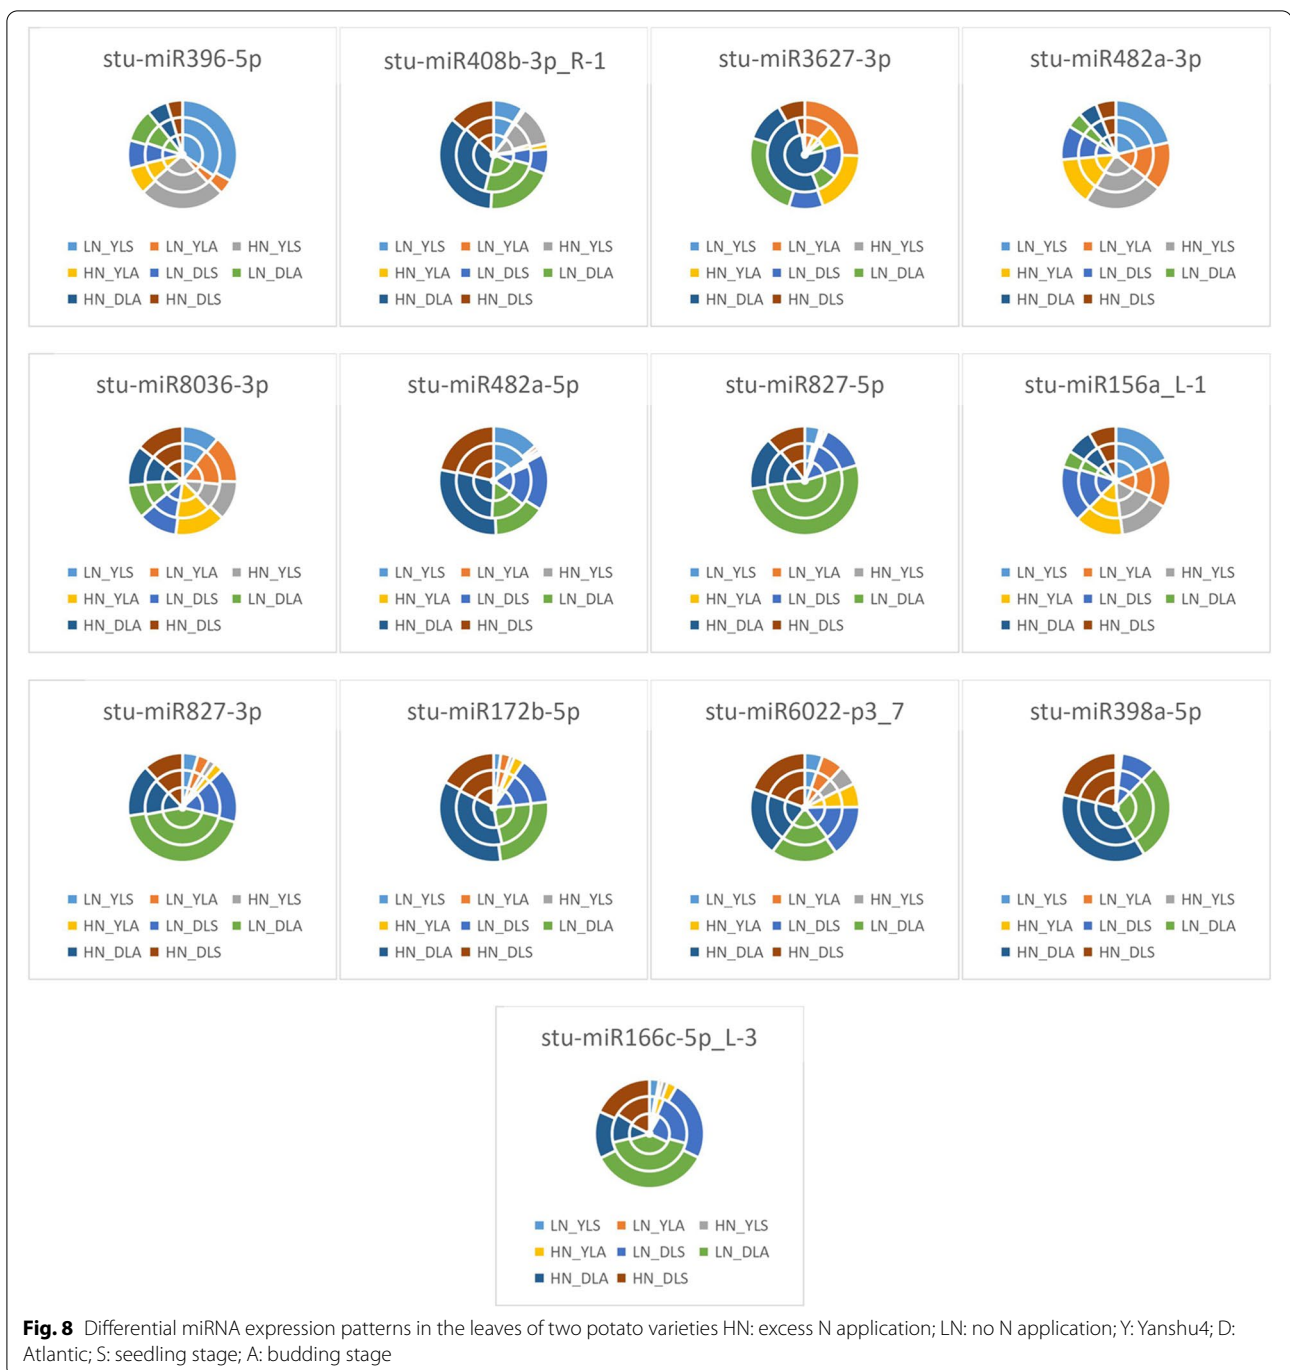 stu-miR396-5p
LN_YLS LN_YLA HN_YLS
HN_YLA LN_DLS LN_DLA
HN_DLA HN_DLS
stu-miR408b-3p_R-1
LN_YLS LN_YLA HN_YLS
HN_YLA LN_DLS LN_DLA
HN_DLA HN_DLS
stu-miR3627-3p
LN_YLS LN_YLA HN_YLS
HN_YLA LN_DLS LN_DLA
HN_DLA HN_DLS
stu-miR482a-3p
LN_YLS LN_YLA HN_YLS
HN_YLA LN_DLS LN_DLA
HN_DLA HN_DLS
stu-miR8036-3p
LN_YLS LN_YLA HN_YLS
HN_YLA LN_DLS LN_DLA
HN_DLA HN_DLS
stu-miR482a-5p
LN_YLS LN_YLA HN_YLS
HN_YLA LN_DLS LN_DLA
HN_DLA HN_DLS
stu-miR827-5p
LN_YLS LN_YLA HN_YLS
HN_YLA LN_DLS LN_DLA
HN_DLA HN_DLS
stu-miR156a_L-1
LN_YLS LN_YLA HN_YLS
HN_YLA LN_DLS LN_DLA
HN_DLA HN_DLS
stu-miR827-3p
LN_YLS LN_YLA HN_YLS
HN_YLA LN_DLS LN_DLA
HN_DLA HN_DLS
stu-miR172b-5p
LN_YLS LN_YLA HN_YLS
HN_YLA LN_DLS LN_DLA
HN_DLA HN_DLS
stu-miR6022-p3_7
LN_YLS LN_YLA HN_YLS
HN_YLA LN_DLS LN_DLA
HN_DLA HN_DLS
stu-miR398a-5p
LN_YLS LN_YLA HN_YLS
HN_YLA LN_DLS LN_DLA
HN_DLA HN_DLS
stu-miR166c-5p_L-3
LN_YLS LN_YLA HN_YLS
HN_YLA LN_DLS LN_DLA
HN_DLA HN_DLS
Fig. 8 Differential miRNA expression patterns in the leaves of two potato varieties HN: excess N application; LN: no N application; Y: Yanshu4; D:
Atlantic; S: seedling stage; A: budding stage